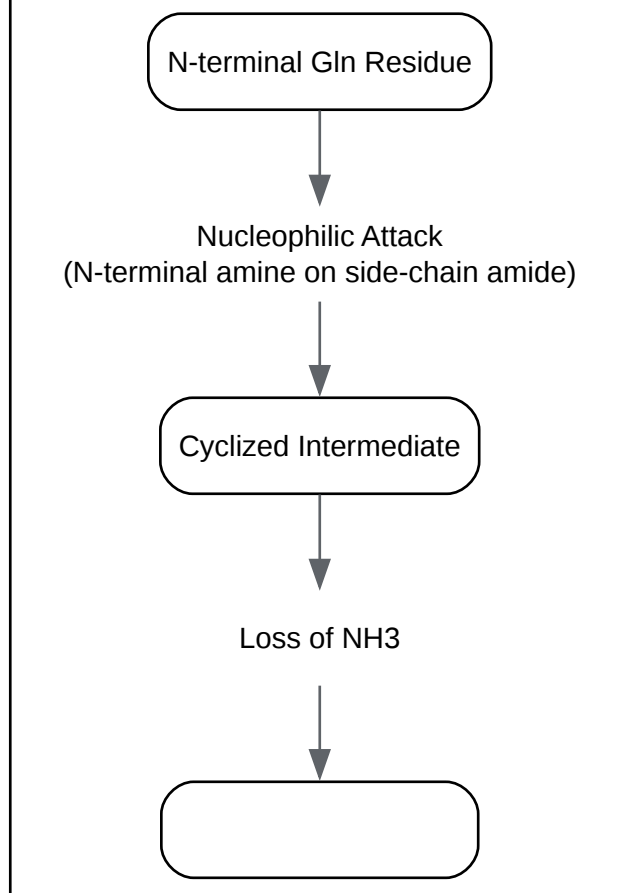 N-terminal Gln Residue
Nucleophilic Attack
(N-terminal amine on side-chain amide)
Cyclized Intermediate
Loss of NH3